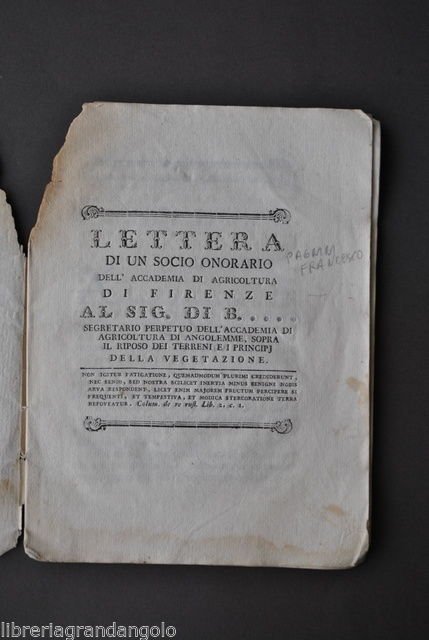 LETTERA
DI UN SOCIO ONORARIO
DELL' ACCADEMIA DI AGRICOLTURA
DI FIRENZE
AL SIG. DI B.....
SEGRETARIO PERPETUO DELL'ACCADEMIA DI
AGRICOLTURA DI ANGOLEMME, SOPRA
IL RIPOSO DEI TERRENI E I PRINCIPJ
DELLA VEGETAZIONE.
NON IGITUR FATIGATIONE, QUEMADMODUM PLURIMI CREDIDERUNT,
NEC SENIO, SED NOSTRA SCILICET INERTIA MINUS BENIGNE NOBIS
ARVA RESPONDENT. LICET ENIM MAJOREM FRUCTUM PERCIPERE SI
FREQUENTI, ET TEMPESTIVA, ET MODICA STERCORATIONE TERRA
REFOVEATUR. Colum. de re rust. Lib. 2. c. 1.
PAGNINI
FRANCESCO
libreriagrandangolo